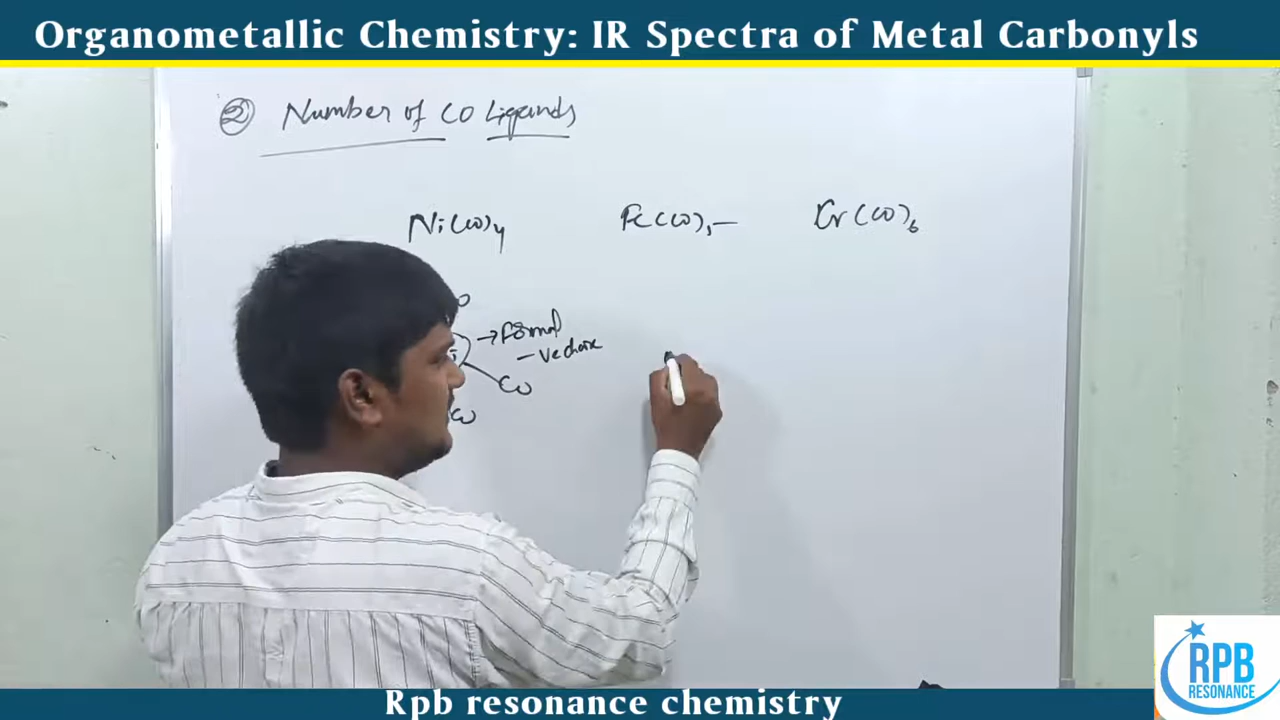 Organometallic Chemistry: IR Spectra of Metal Carbonyls
② Number of CO Ligands
Ni(CO)4 Fe(CO)5 — Cr(CO)6
→ Formal
CO
CO
Rpb resonance chemistry
RPB
RESONANCE